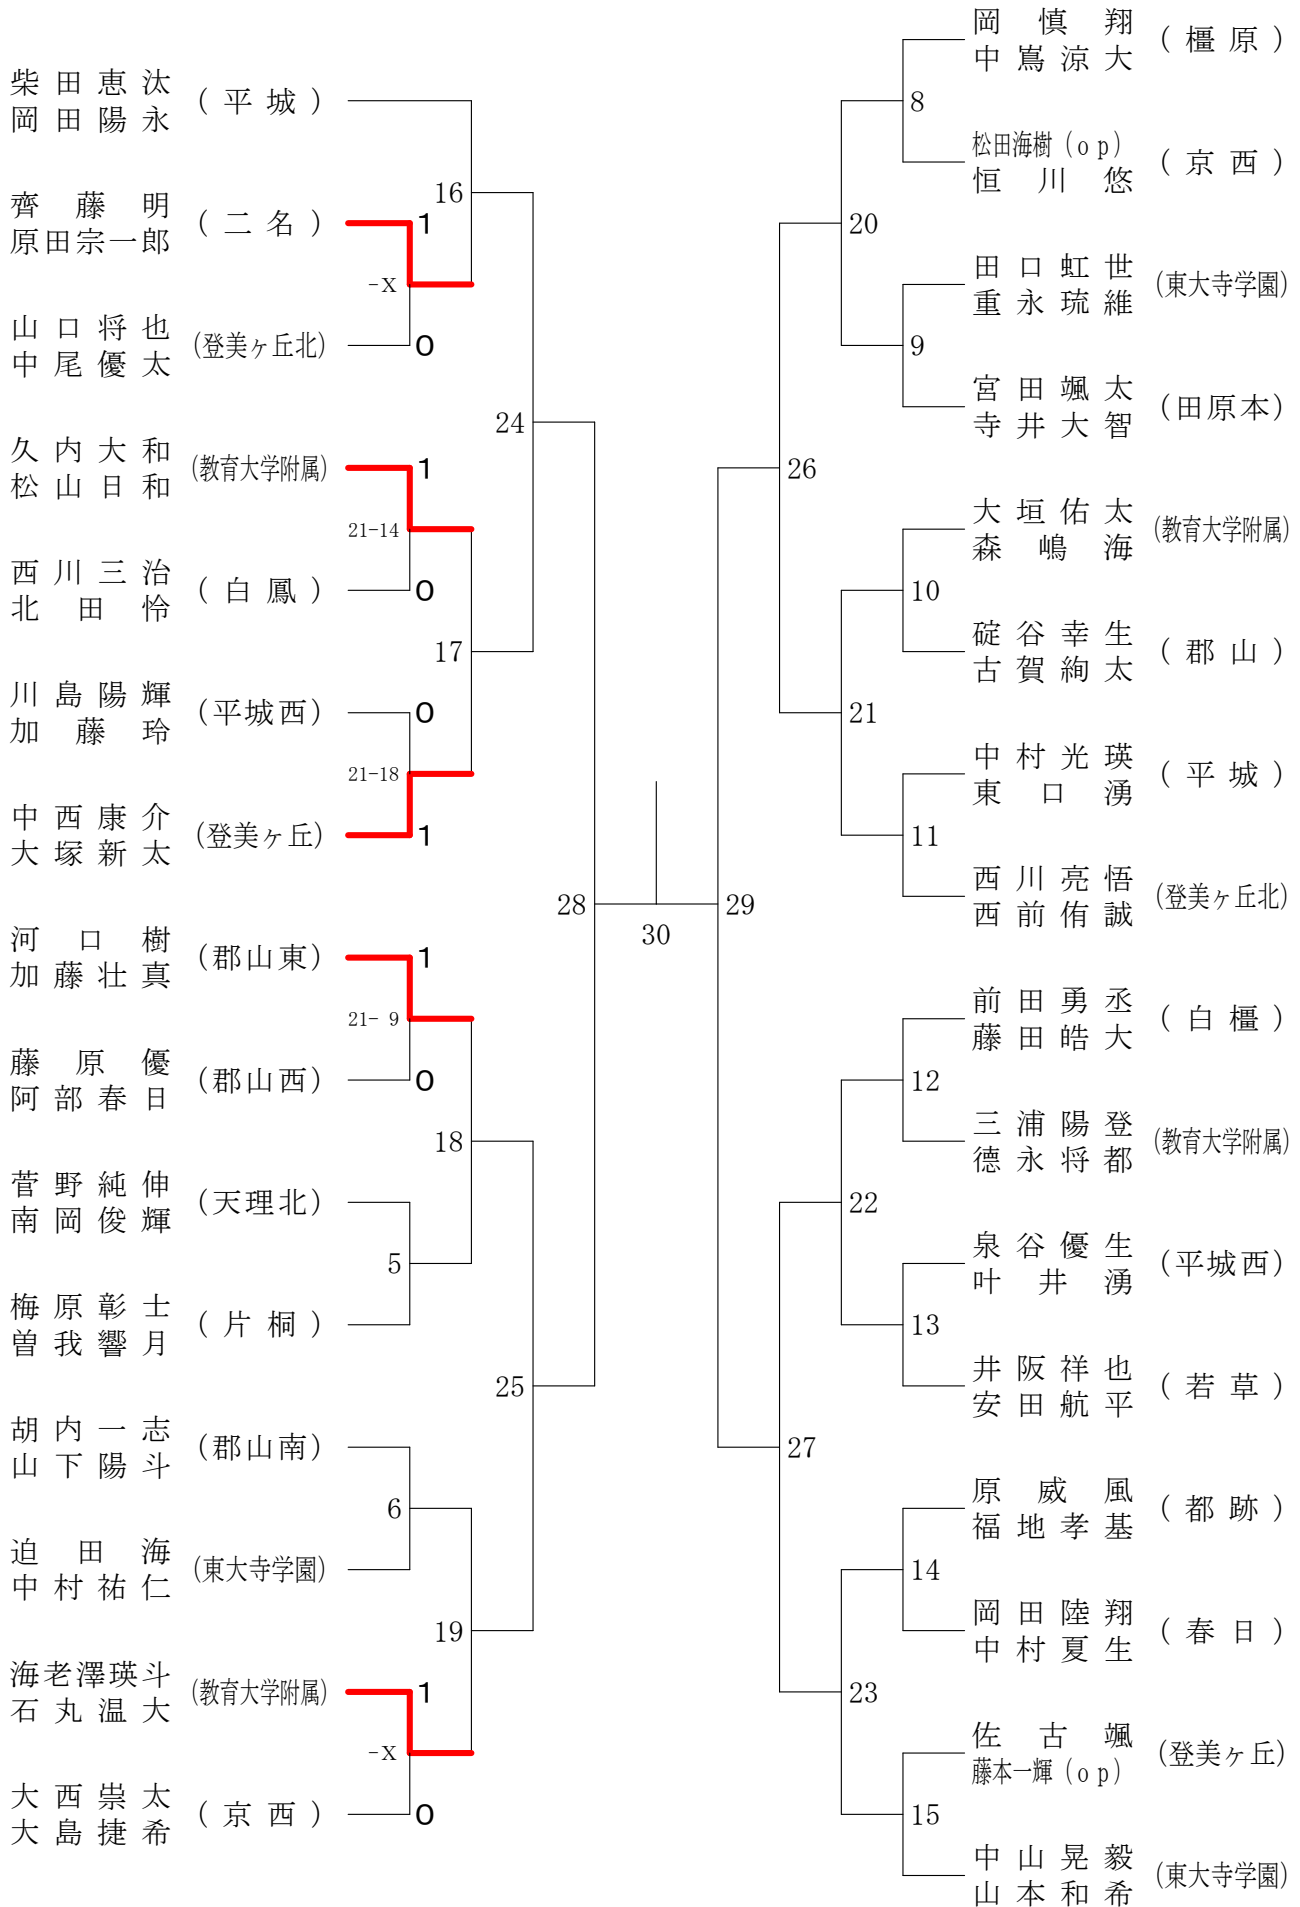 柴田恵汰
岡田陽永
(平城)
齊藤明
原田宗一郎
(二名)
1
-X
山口将也
中尾優太
(登美ヶ丘北)
0
16
久内大和
松山日和
(教育大学附属)
1
21-14
西川三治
北田怜
(白鳳)
0
17
川島陽輝
加藤玲
(平城西)
0
21-18
中西康介
大塚新太
(登美ヶ丘)
1
24
河口樹
加藤壮真
(郡山東)
1
21- 9
藤原優
阿部春日
(郡山西)
0
18
菅野純伸
南岡俊輝
(天理北)
5
梅原彰士
曽我響月
(片桐)
25
胡内一志
山下陽斗
(郡山南)
6
迫田海
中村祐仁
(東大寺学園)
19
海老澤瑛斗
石丸温大
(教育大学附属)
1
-X
大西崇太
大島捷希
(京西)
0
28
30
29
岡慎翔
中嶌涼大
(橿原)
8
松田海樹(op)
恒川悠
(京西)
20
田口虹世
重永琉維
(東大寺学園)
9
宮田颯太
寺井大智
(田原本)
26
大垣佑太
森嶋海
(教育大学附属)
10
碇谷幸生
古賀絢太
(郡山)
21
中村光瑛
東口湧
(平城)
11
西川亮悟
西前侑誠
(登美ヶ丘北)
前田勇丞
藤田皓大
(白橿)
12
三浦陽登
德永将都
(教育大学附属)
22
泉谷優生
叶井湧
(平城西)
13
井阪祥也
安田航平
(若草)
27
原威風
福地孝基
(都跡)
14
岡田陸翔
中村夏生
(春日)
23
佐古颯
藤本一輝(op)
(登美ヶ丘)
15
中山晃毅
山本和希
(東大寺学園)